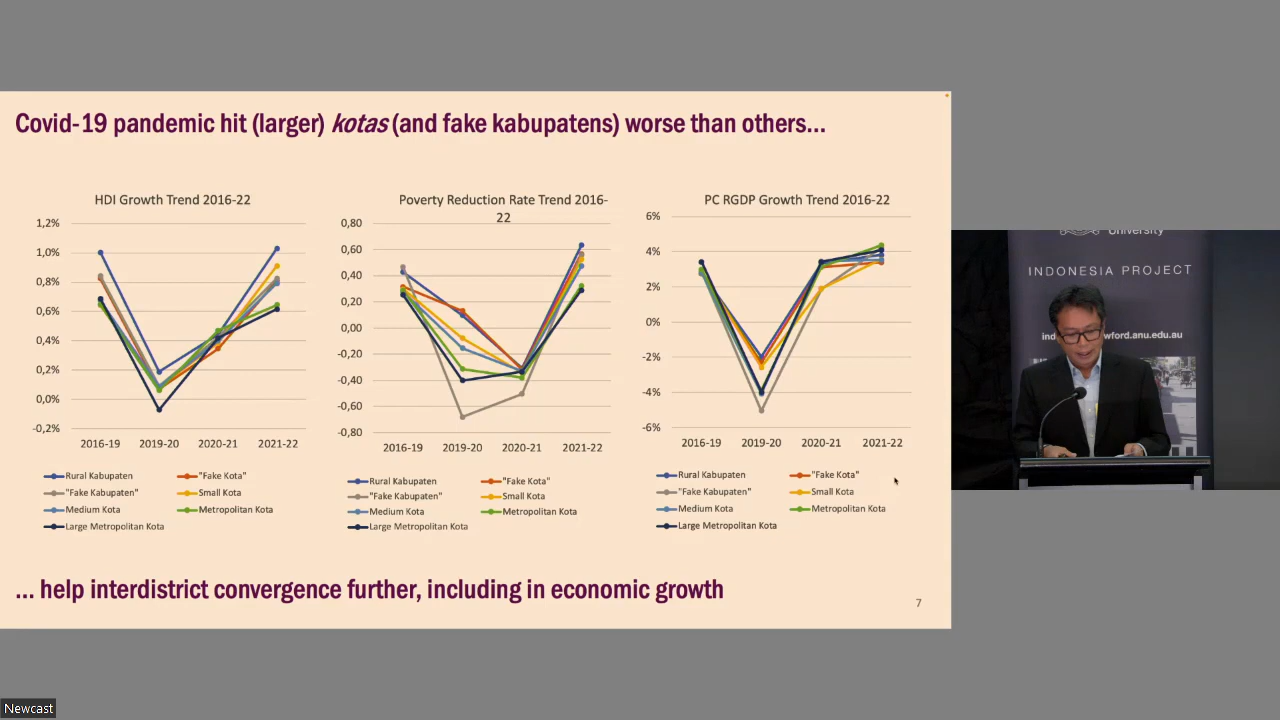 Covid-19 pandemic hit (larger) kotas (and fake kabupatens) worse than others...
HDI Growth Trend 2016-22
1,2%
1,0%
0,8%
0,6%
0,4%
0,2%
0,0%
-0,2%
2016-19 2019-20 2020-21 2021-22
Rural Kabupaten "Fake Kota"
"Fake Kabupaten" Small Kota
Medium Kota Metropolitan Kota
Large Metropolitan Kota
Poverty Reduction Rate Trend 2016-
22
0,80
0,60
0,40
0,20
0,00
-0,20
-0,40
-0,60
-0,80
2016-19 2019-20 2020-21 2021-22
Rural Kabupaten "Fake Kota"
"Fake Kabupaten" Small Kota
Medium Kota Metropolitan Kota
Large Metropolitan Kota
PC RGDP Growth Trend 2016-22
6%
4%
2%
0%
-2%
-4%
-6%
2016-19 2019-20 2020-21 2021-22
Rural Kabupaten "Fake Kota"
"Fake Kabupaten" Small Kota
Medium Kota Metropolitan Kota
Large Metropolitan Kota
... help interdistrict convergence further, including in economic growth
7
University
INDONESIA PROJECT
Newcast